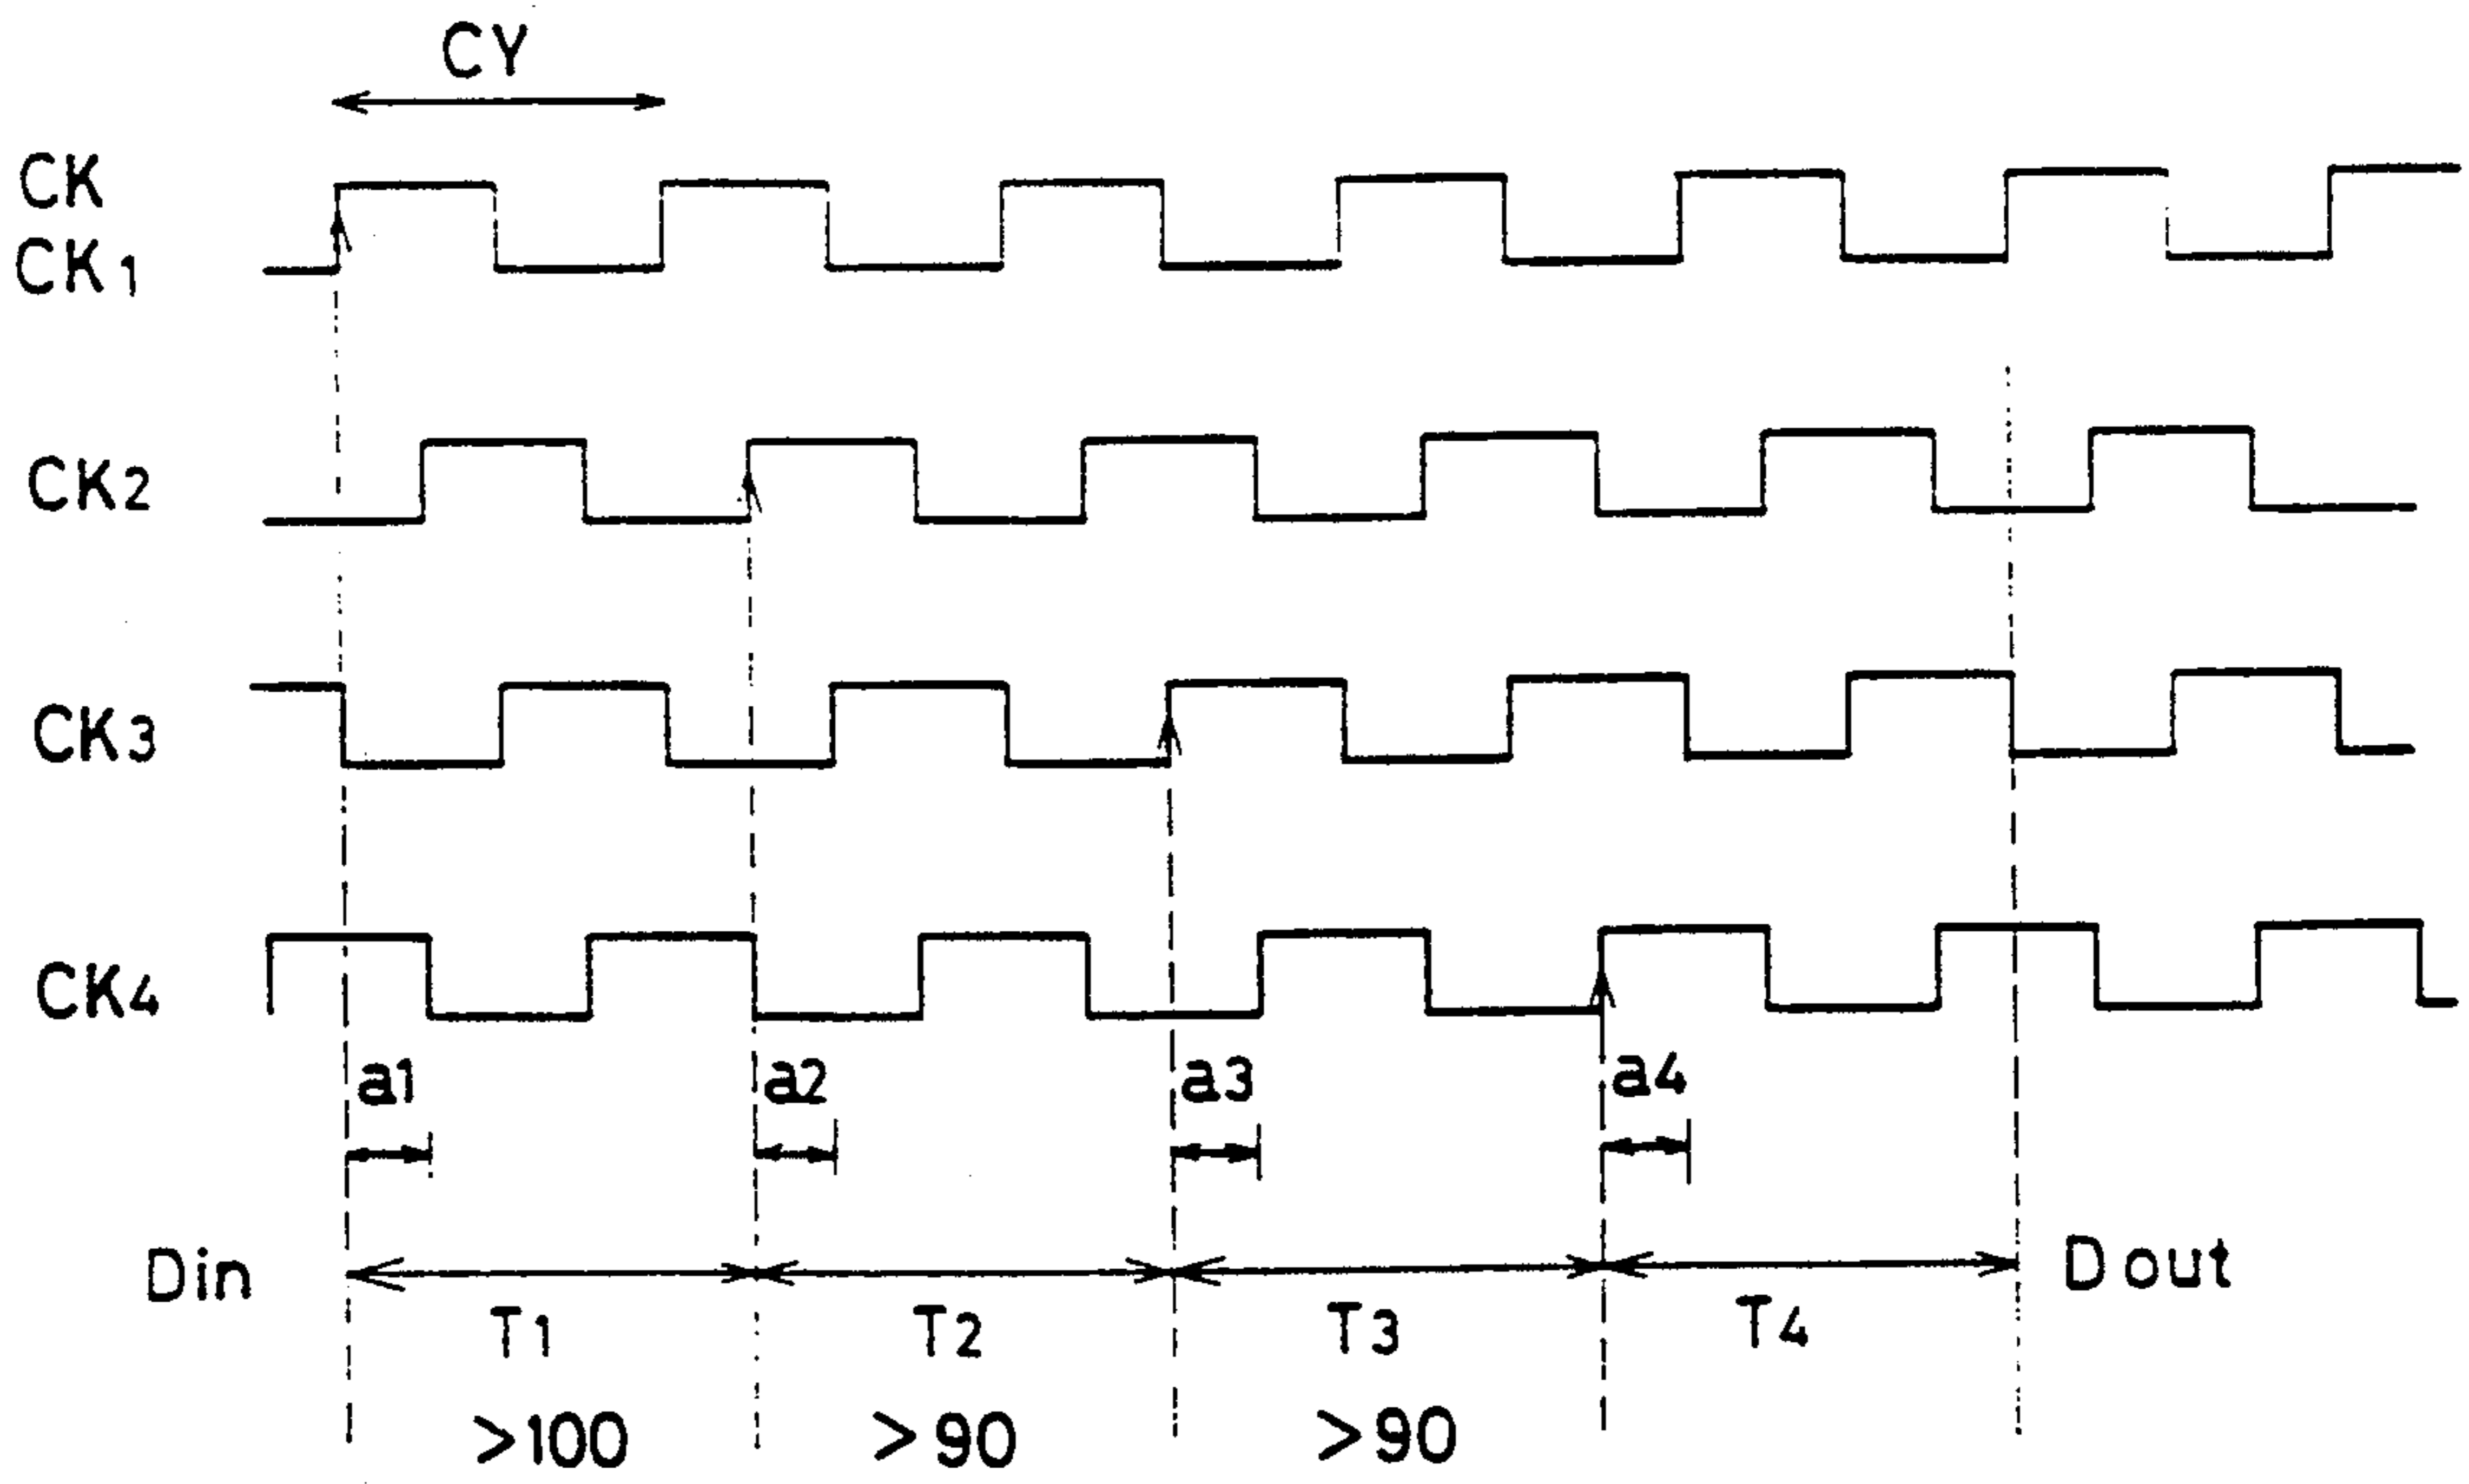 CY
CK
CK1
CK2
CK3
CK4
a1 a2 a3 a4
Din Dout
T1 T2 T3 T4
>100 >90 >90